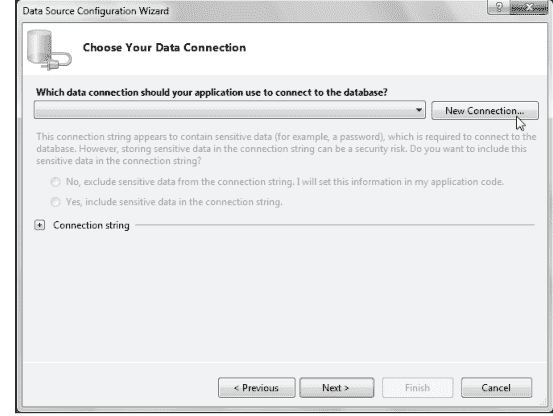 Data Source Configuration Wizard
Choose Your Data Connection
Which data connection should your application use to connect to the database?
New Connection...
This connection string appears to contain sensitive data (for example, a password), which is required to connect to the
database. However, storing sensitive data in the connection string can be a security risk. Do you want to include this
sensitive data in the connection string?
No, exclude sensitive data from the connection string. I will set this information in my application code.
Yes, include sensitive data in the connection string.
Connection string
< Previous
Next >
Finish
Cancel